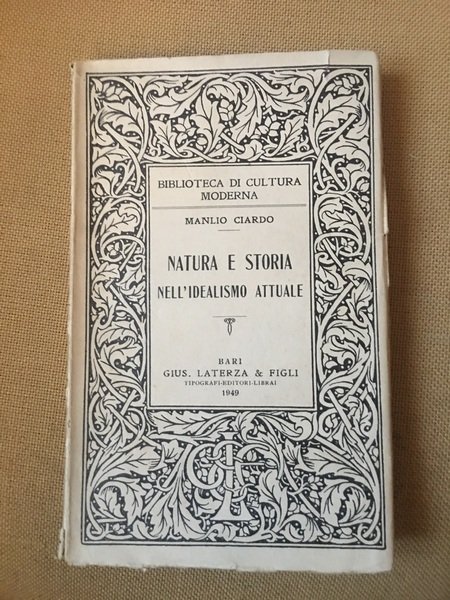 BIBLIOTECA DI CULTURA
MODERNA
MANLIO CIARDO
NATURA E STORIA
NELL'IDEALISMO ATTUALE
BARI
GIUS. LATERZA & FIGLI
TIPOGRAFI-EDITORI-LIBRAI
1949